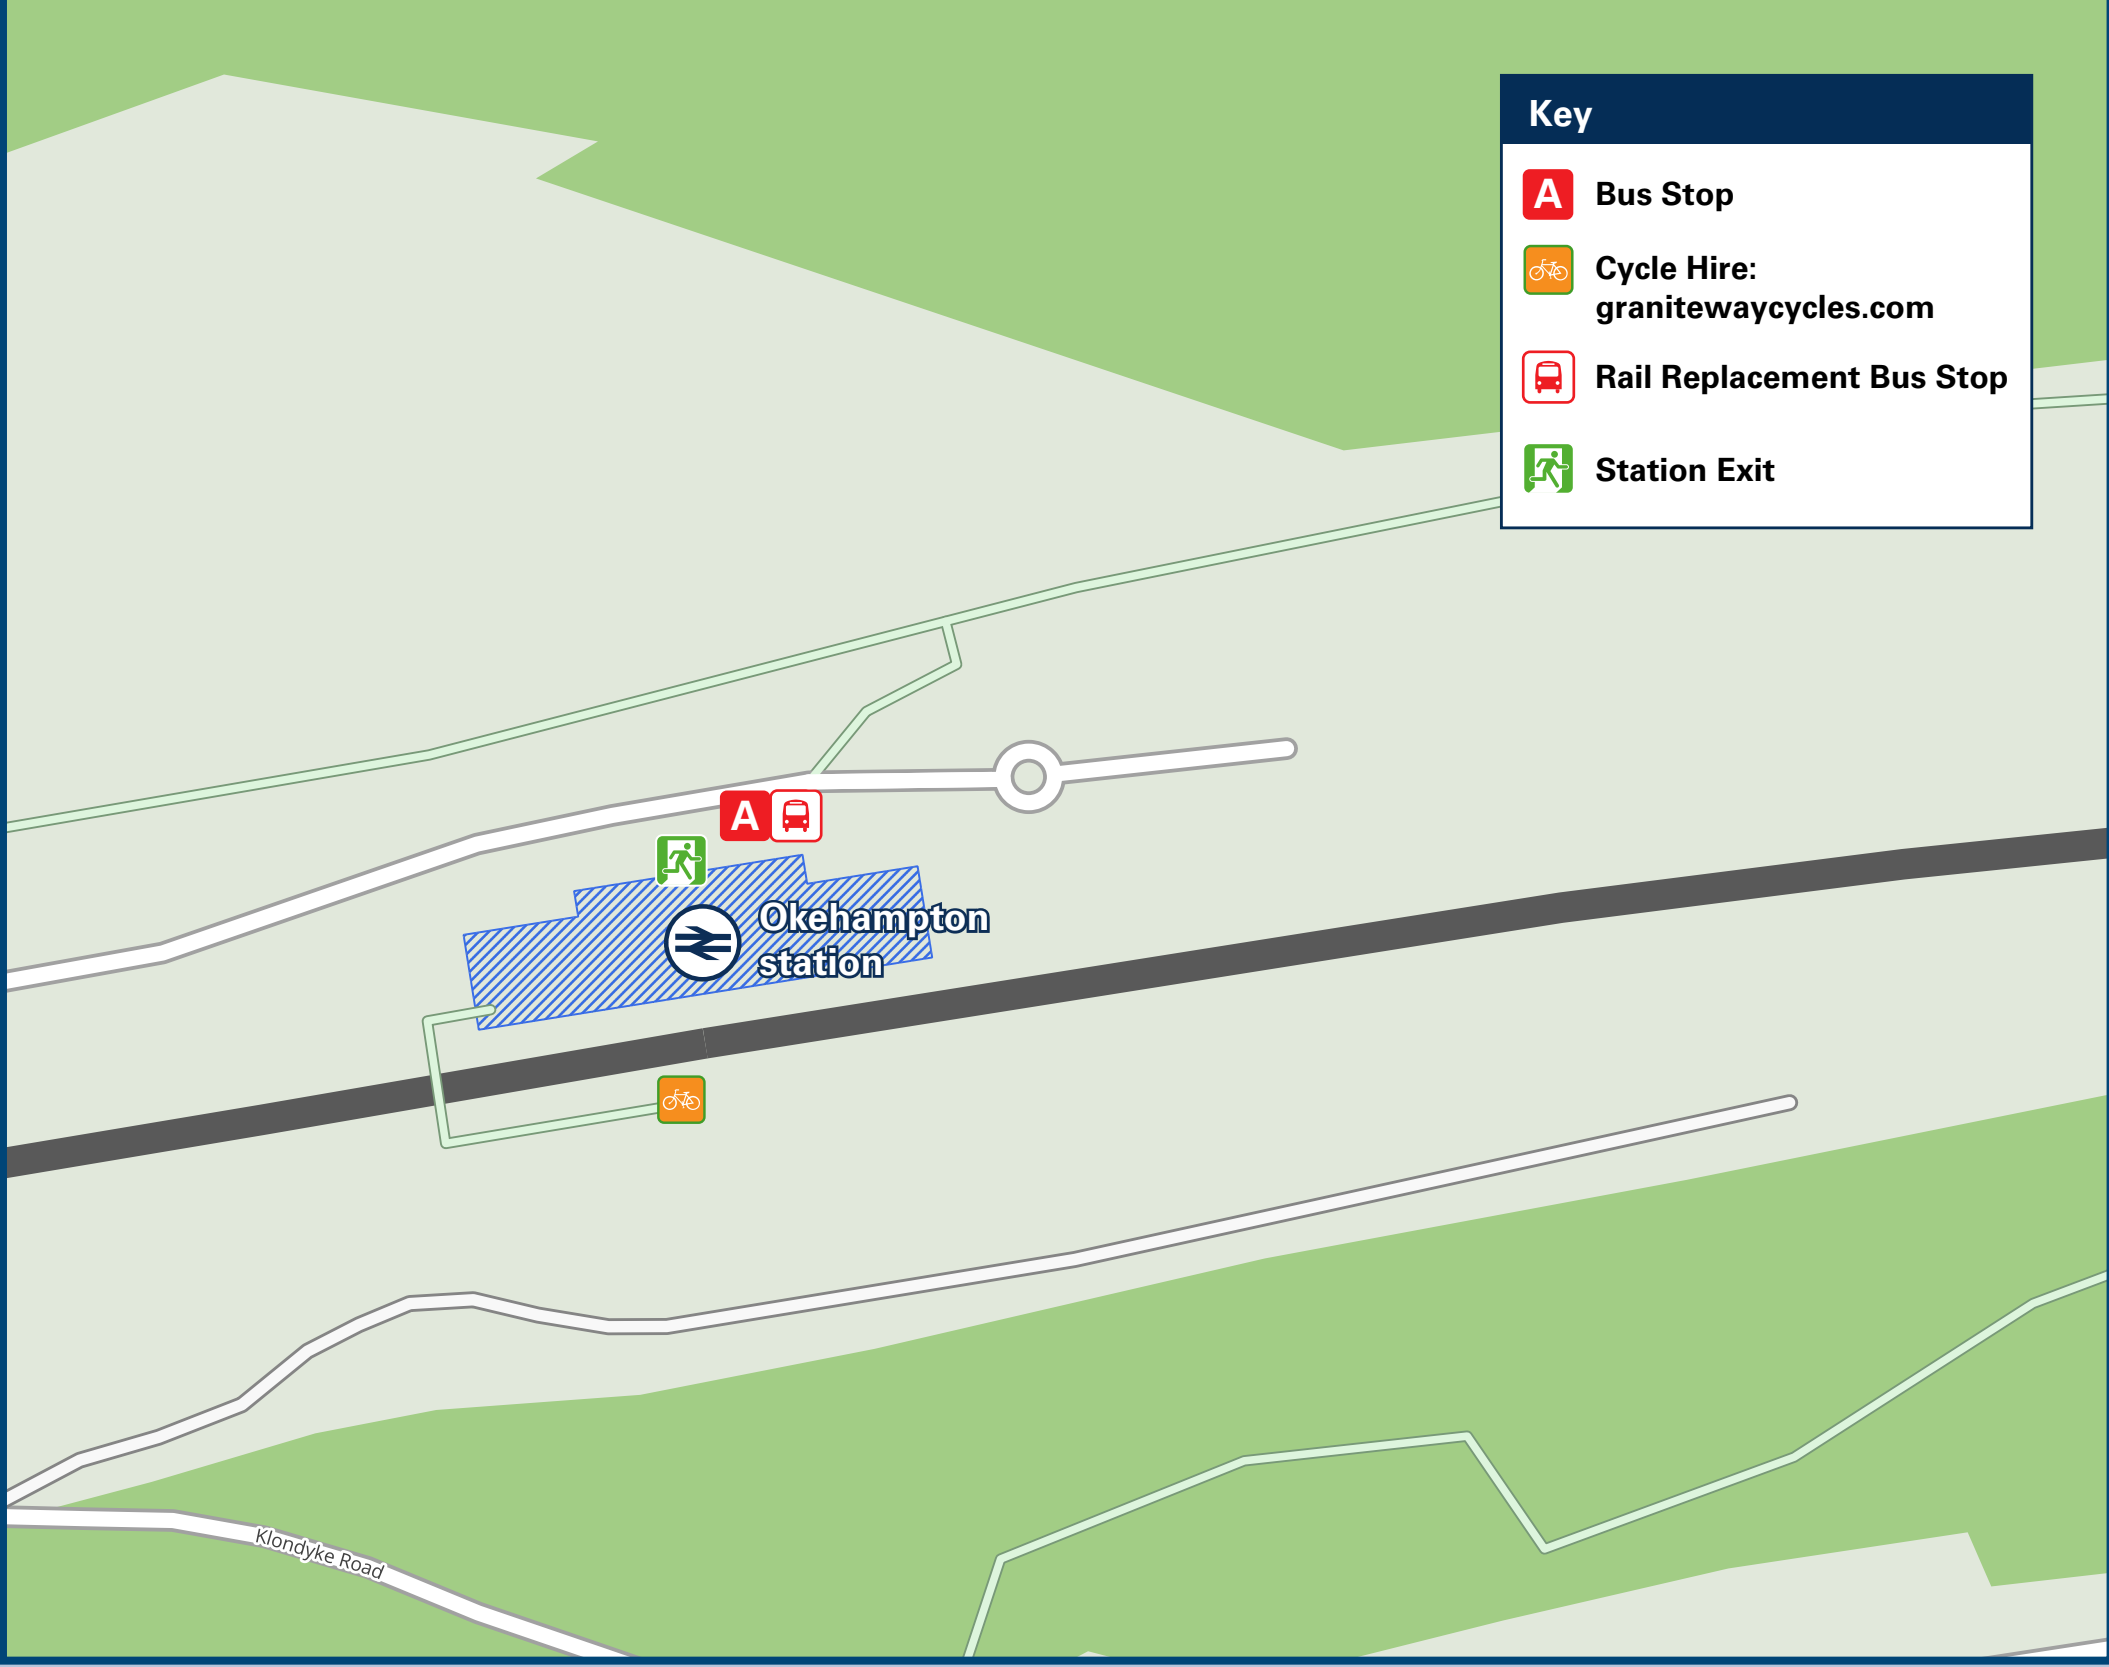 Key
A
Bus Stop
Cycle Hire:
granitewaycycles.com
Rail Replacement Bus Stop
Station Exit
A
Okehampton
station
Klondyke Road